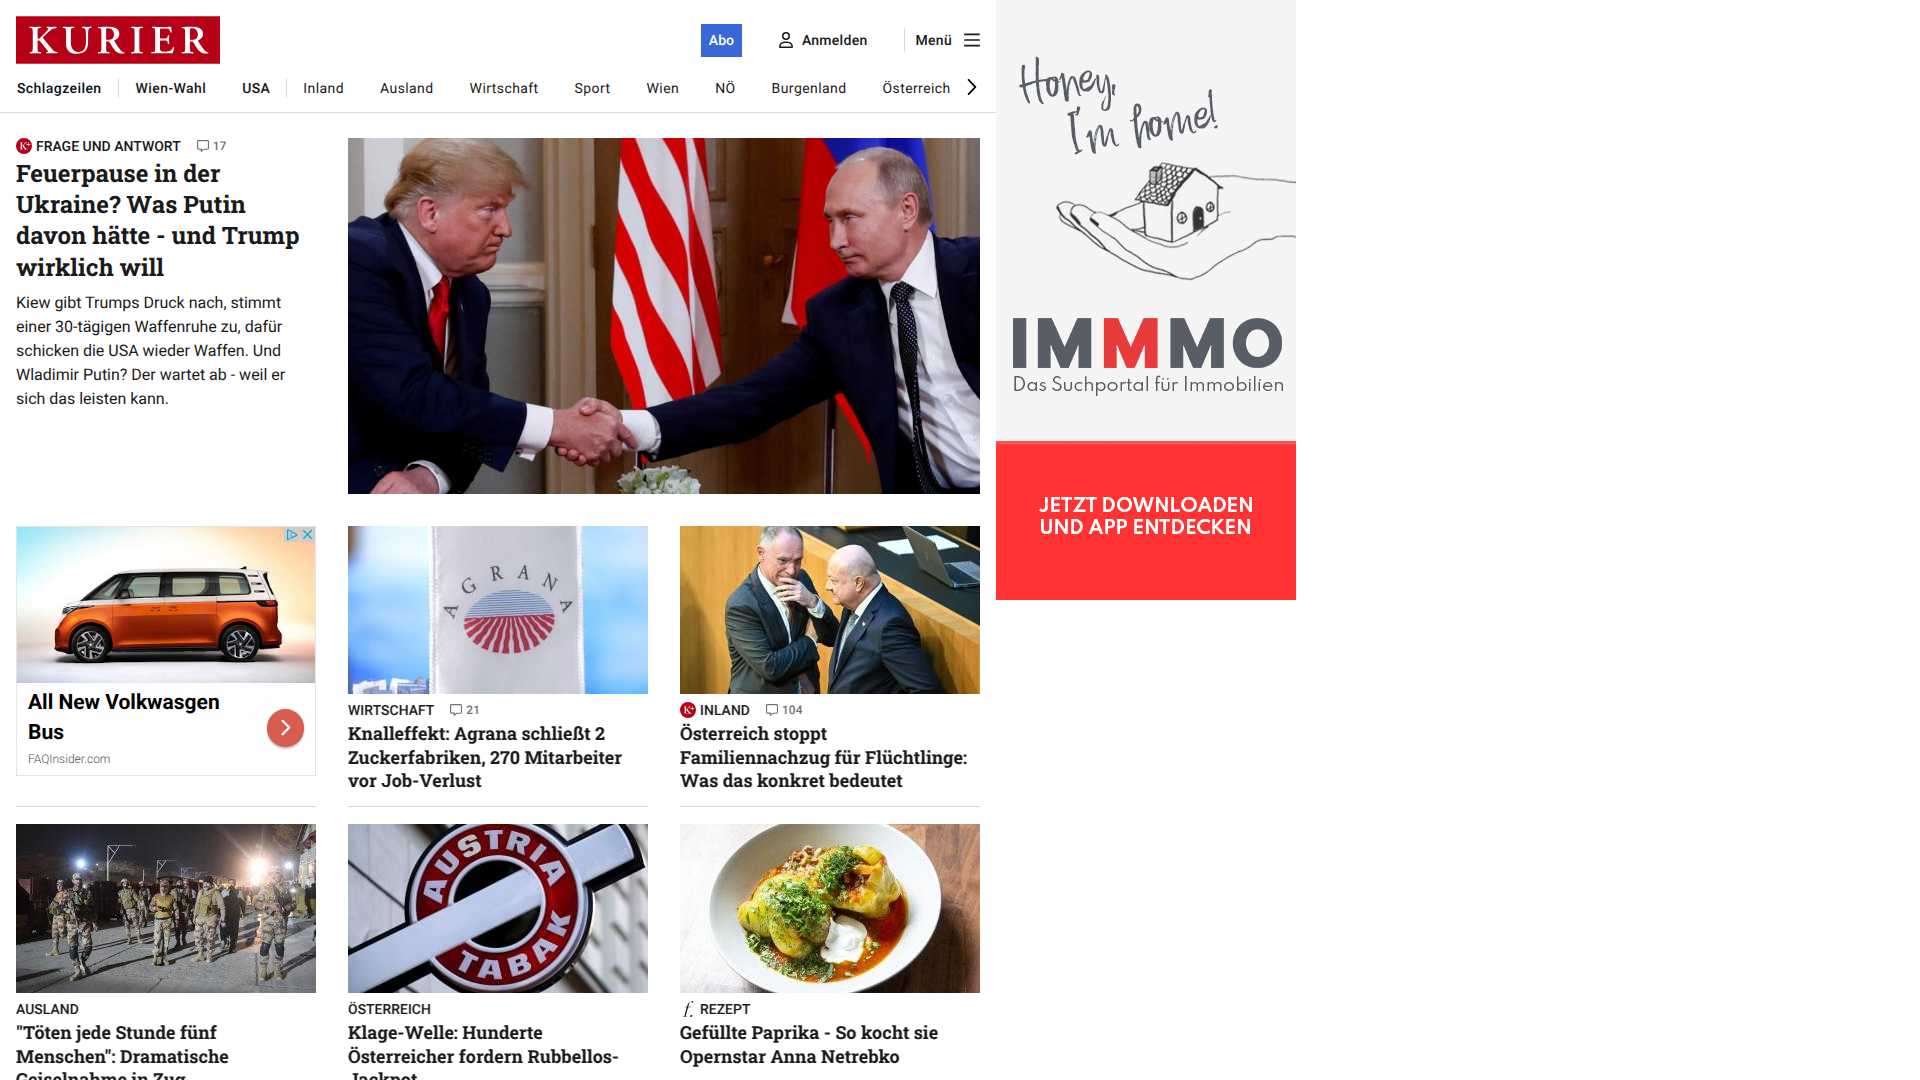 KURIER
Abo
Anmelden
Menü
Schlagzeilen
Wien-Wahl
USA
Inland
Ausland
Wirtschaft
Sport
Wien
NÖ
Burgenland
Österreich
FRAGE UND ANTWORT
17
Feuerpause in der
Ukraine? Was Putin
davon hätte - und Trump
wirklich will
Kiew gibt Trumps Druck nach, stimmt
einer 30-tägigen Waffenruhe zu, dafür
schicken die USA wieder Waffen. Und
Wladimir Putin? Der wartet ab - weil er
sich das leisten kann.
Honey,
I'm home!
IMMMO
Das Suchportal für Immobilien
JETZT DOWNLOADEN
UND APP ENTDECKEN
All New Volkwasgen
Bus
FAQInsider.com
AGRANA
WIRTSCHAFT
21
Knalleffekt: Agrana schließt 2
Zuckerfabriken, 270 Mitarbeiter
vor Job-Verlust
K+
INLAND
104
Österreich stoppt
Familiennachzug für Flüchtlinge:
Was das konkret bedeutet
AUSLAND
"Töten jede Stunde fünf
Menschen": Dramatische
Geiselnahme in Zug
AUSTRIA
TABAK
ÖSTERREICH
Klage-Welle: Hunderte
Österreicher fordern Rubbellos-
Jackpot
f.
REZEPT
Gefüllte Paprika - So kocht sie
Opernstar Anna Netrebko